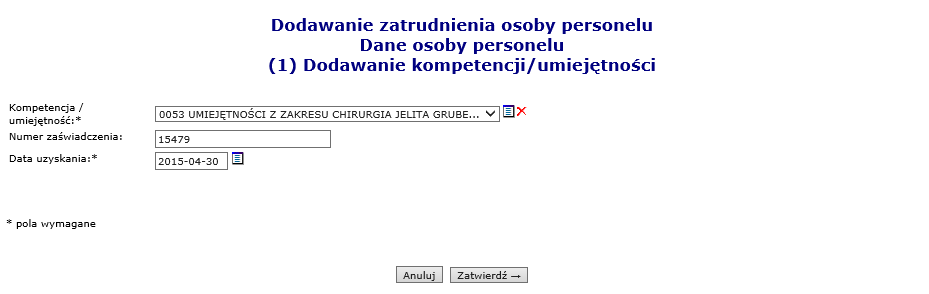 Dodawanie zatrudnienia osoby personelu
Dane osoby personelu
(1) Dodawanie kompetencji/umiejętności
Kompetencja /
umiejętność:*
0053 UMIEJĘTNOŚCI Z ZAKRESU CHIRURGIA JELITA GRUBE...
Numer zaświadczenia:
15479
Data uzyskania:*
2015-04-30
* pola wymagane
Anuluj
Zatwierdź →